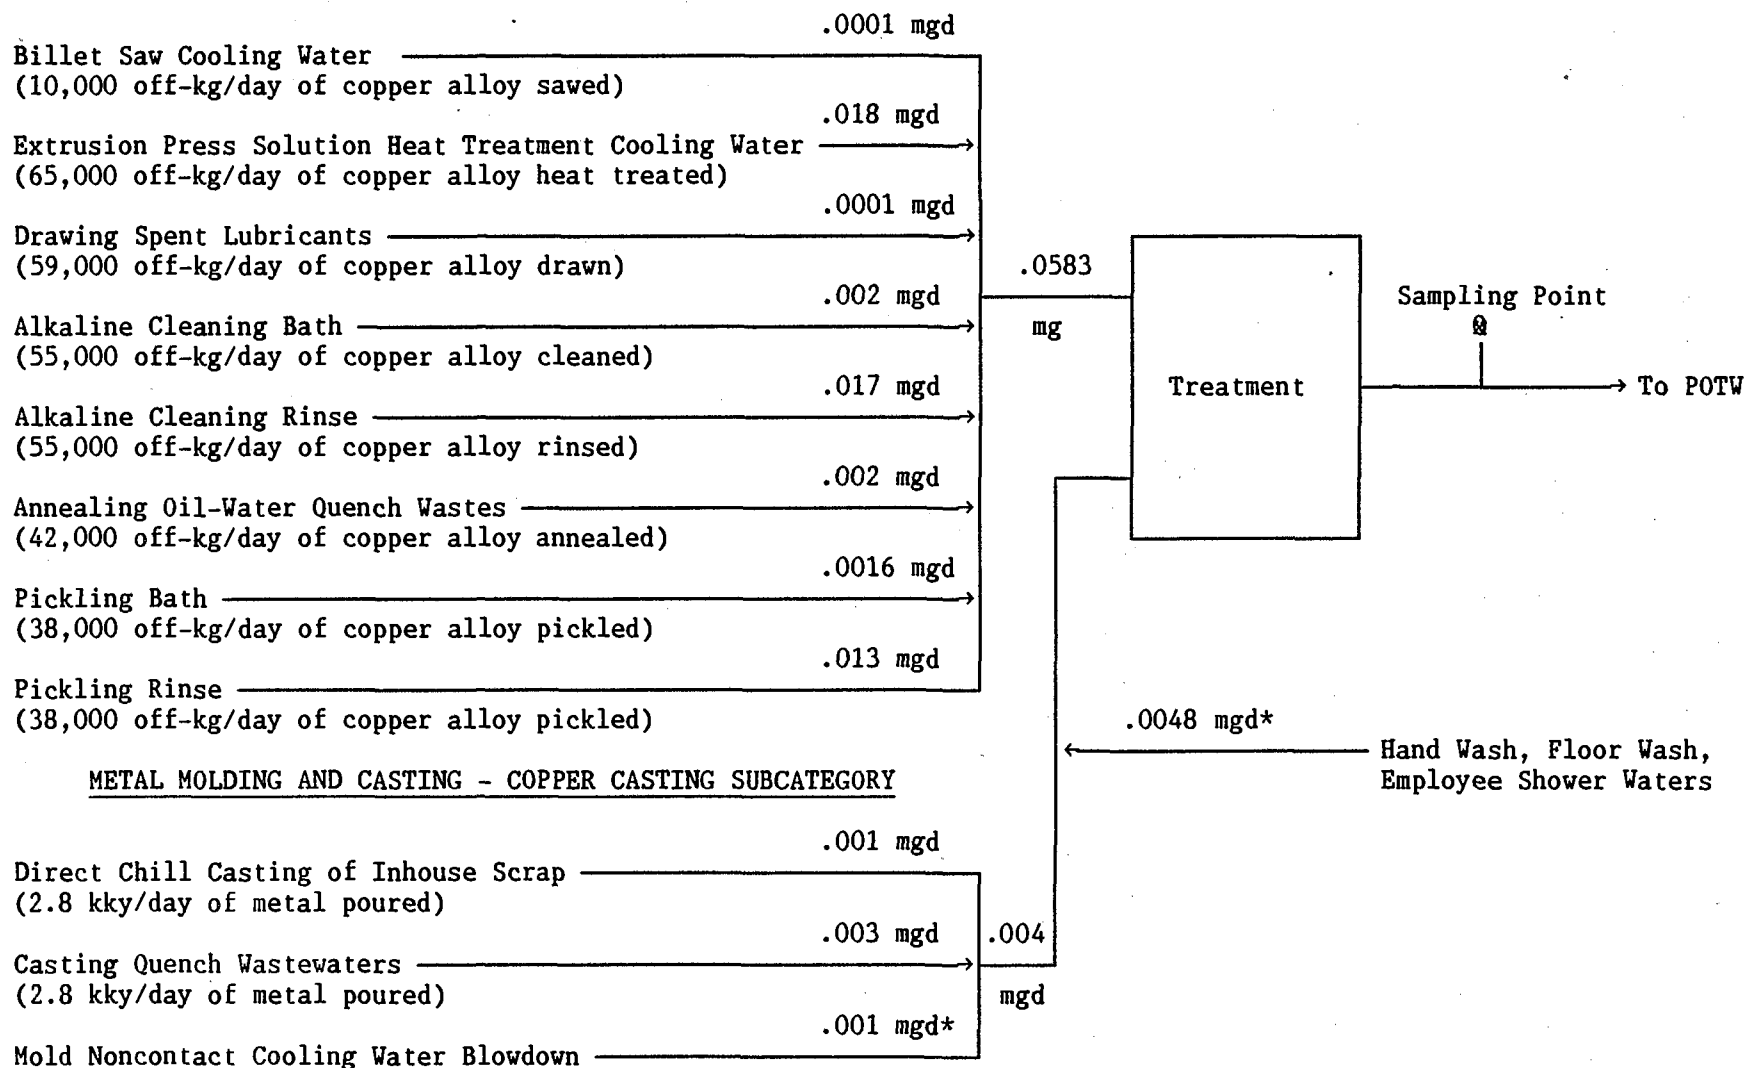 .0001 mgd
Billet Saw Cooling Water
(10,000 off-kg/day of copper alloy sawed)
.018 mgd
Extrusion Press Solution Heat Treatment Cooling Water
(65,000 off-kg/day of copper alloy heat treated)
.0001 mgd
Drawing Spent Lubricants
(59,000 off-kg/day of copper alloy drawn)
.002 mgd
Alkaline Cleaning Bath
(55,000 off-kg/day of copper alloy cleaned)
.017 mgd
Alkaline Cleaning Rinse
(55,000 off-kg/day of copper alloy rinsed)
.002 mgd
Annealing Oil-Water Quench Wastes
(42,000 off-kg/day of copper alloy annealed)
.0016 mgd
Pickling Bath
(38,000 off-kg/day of copper alloy pickled)
.013 mgd
Pickling Rinse
(38,000 off-kg/day of copper alloy pickled)
.0583
mg
Treatment
Sampling Point
To POTW
.0048 mgd*
Hand Wash, Floor Wash,
Employee Shower Waters
METAL MOLDING AND CASTING - COPPER CASTING SUBCATEGORY
.001 mgd
Direct Chill Casting of Inhouse Scrap
(2.8 kky/day of metal poured)
.003 mgd
Casting Quench Wastewaters
(2.8 kky/day of metal poured)
.004
mgd
.001 mgd*
Mold Noncontact Cooling Water Blowdown